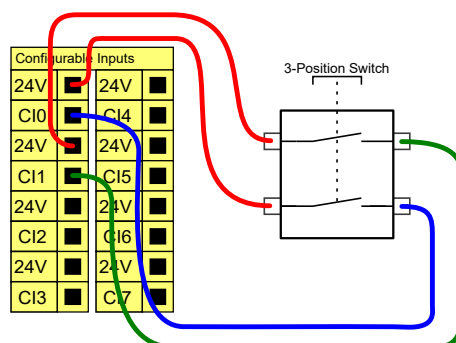 Configurable Inputs
3-Position Switch
24V 24V
CI0 CI4
24V 24V
CI1 CI5
24V 24V
CI2 CI6
24V 24V
CI3 CI7